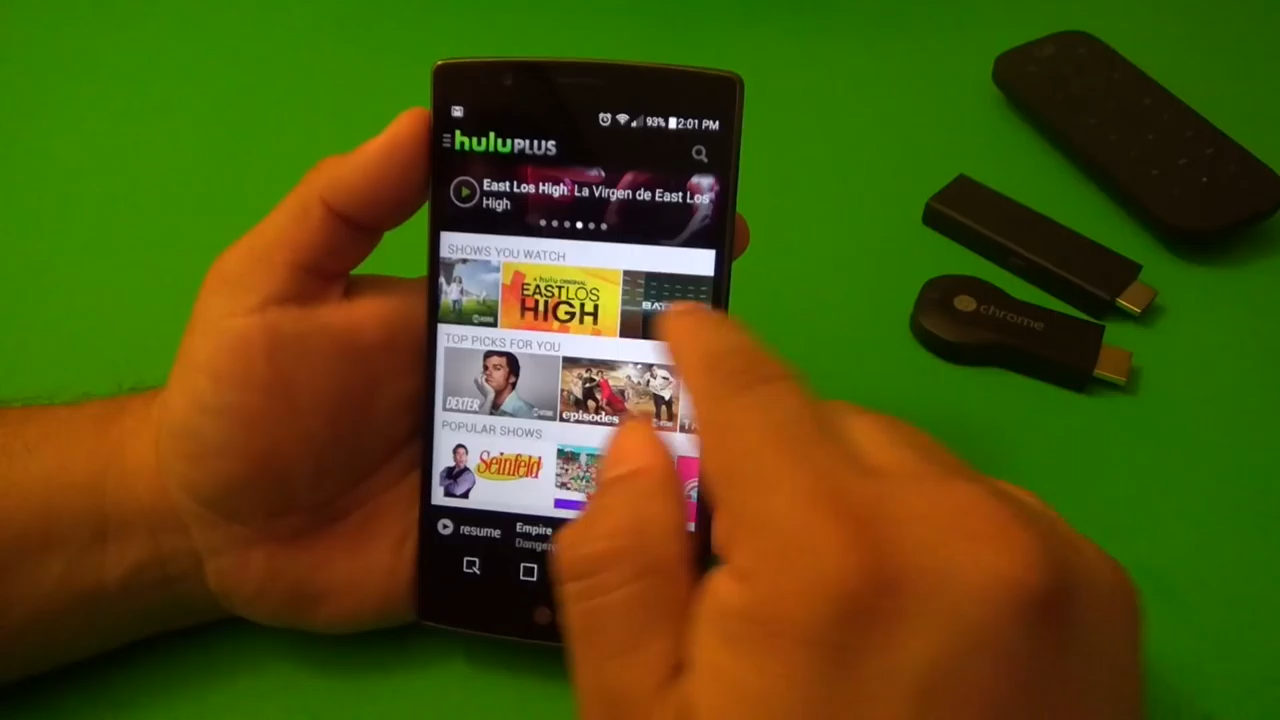 93% 2:01 PM
huluPLUS
East Los High: La Virgen de East Los
High
SHOWS YOU WATCH
A hulu ORIGINAL
EAST LOS
HIGH
BAT
TOP PICKS FOR YOU
DEXTER
episodes
POPULAR SHOWS
Seinfeld
resume
Empire
chrome